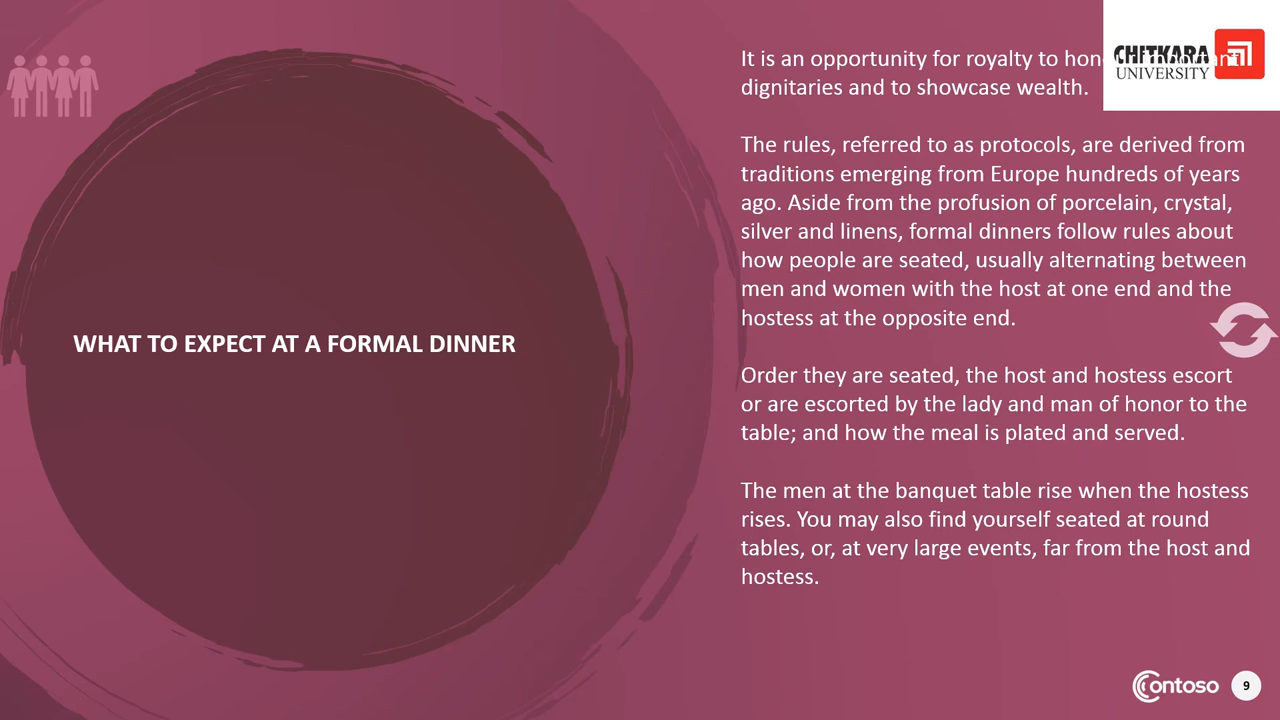 CHITKARA
UNIVERSITY
It is an opportunity for royalty to
dignitaries and to showcase wealth.
The rules, referred to as protocols, are derived from
traditions emerging from Europe hundreds of years
ago. Aside from the profusion of porcelain, crystal,
silver and linens, formal dinners follow rules about
how people are seated, usually alternating between
men and women with the host at one end and the
hostess at the opposite end.
WHAT TO EXPECT AT A FORMAL DINNER
Order they are seated, the host and hostess escort
or are escorted by the lady and man of honor to the
table; and how the meal is plated and served.
The men at the banquet table rise when the hostess
rises. You may also find yourself seated at round
tables, or, at very large events, far from the host and
hostess.
Contoso
9